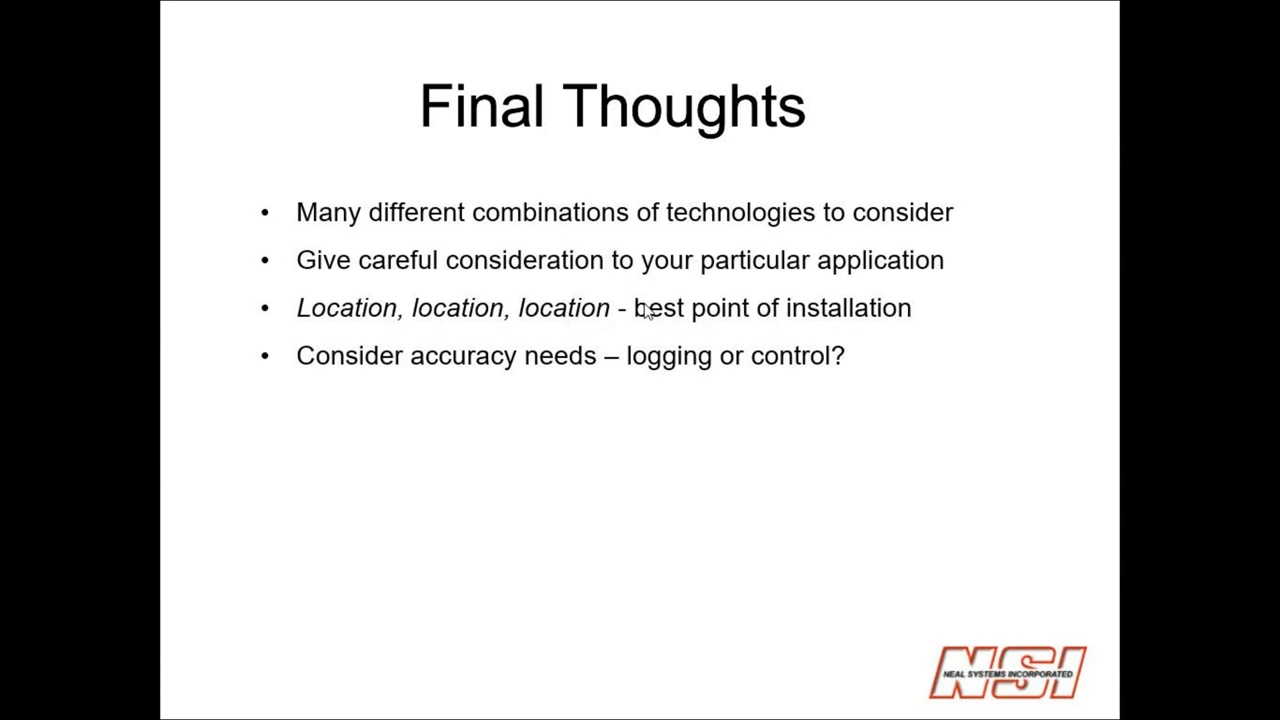 Final Thoughts
• Many different combinations of technologies to consider
• Give careful consideration to your particular application
• Location, location, location - best point of installation
• Consider accuracy needs – logging or control?
NSI
NEAL SYSTEMS INCORPORATED